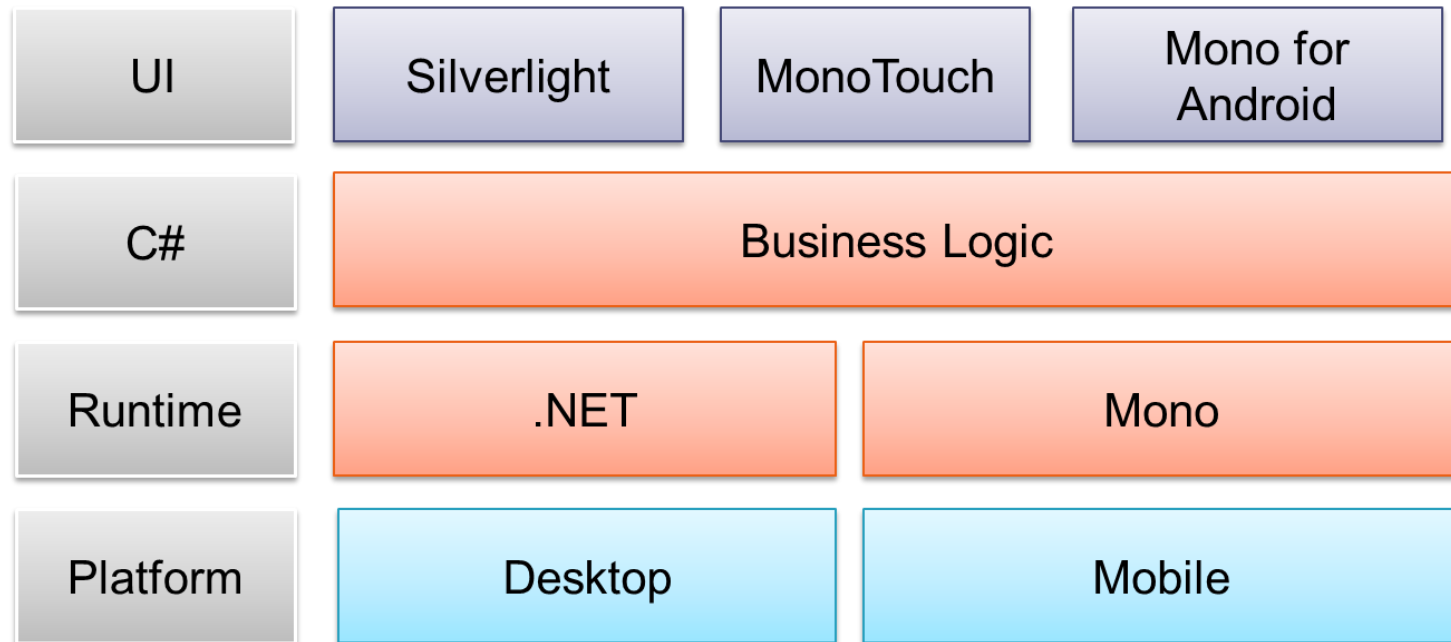 UI
Silverlight
MonoTouch
Mono for
Android
C#
Business Logic
Runtime
.NET
Mono
Platform
Desktop
Mobile